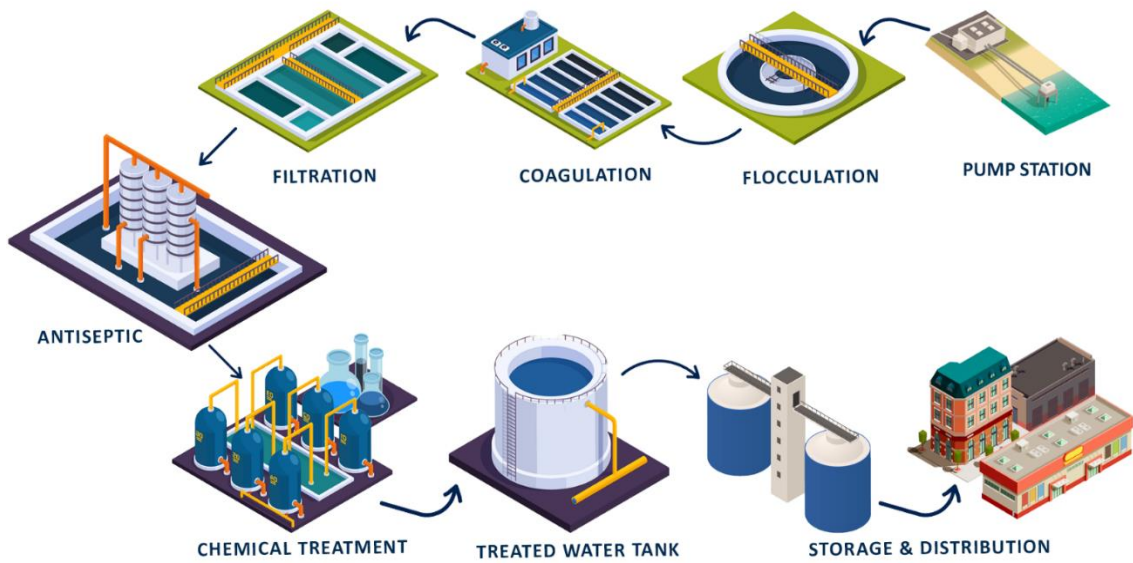 FILTRATION
COAGULATION
FLOCCULATION
PUMP STATION
ANTISEPTIC
CHEMICAL TREATMENT
TREATED WATER TANK
STORAGE & DISTRIBUTION